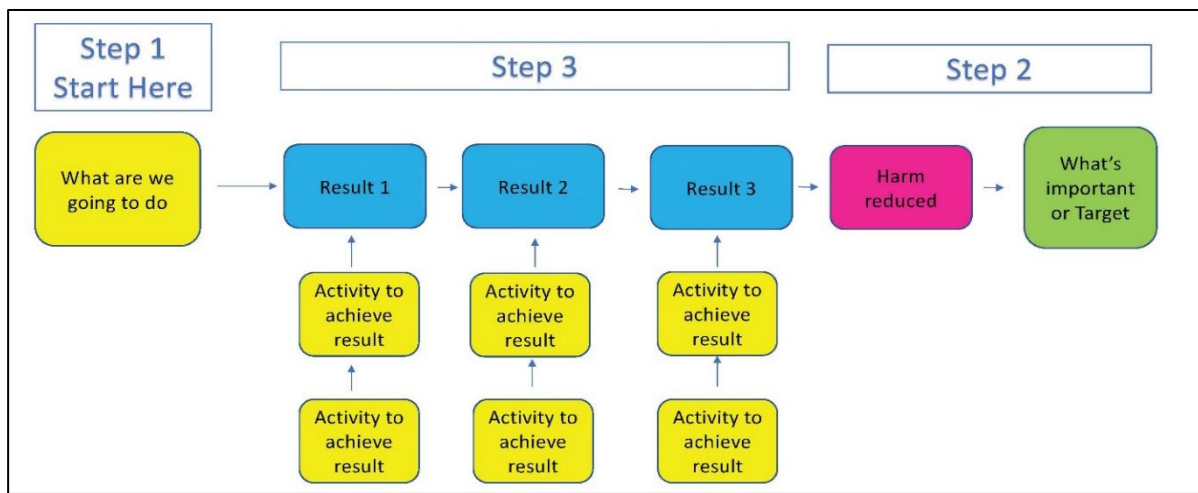 Step 1
Start Here
Step 3
Step 2
What are we
going to do
Result 1
Result 2
Result 3
Harm
reduced
What's
important
or Target
Activity to
achieve
result
Activity to
achieve
result
Activity to
achieve
result
Activity to
achieve
result
Activity to
achieve
result
Activity to
achieve
result